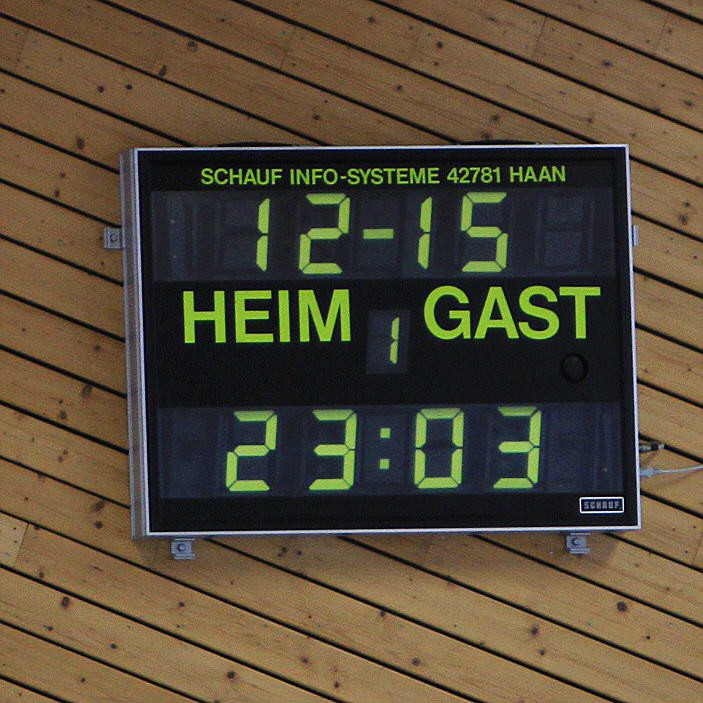 SCHAUF INFO-SYSTEME 42781 HAAN
12-15
HEIM GAST
1
23:03
SCHAUF